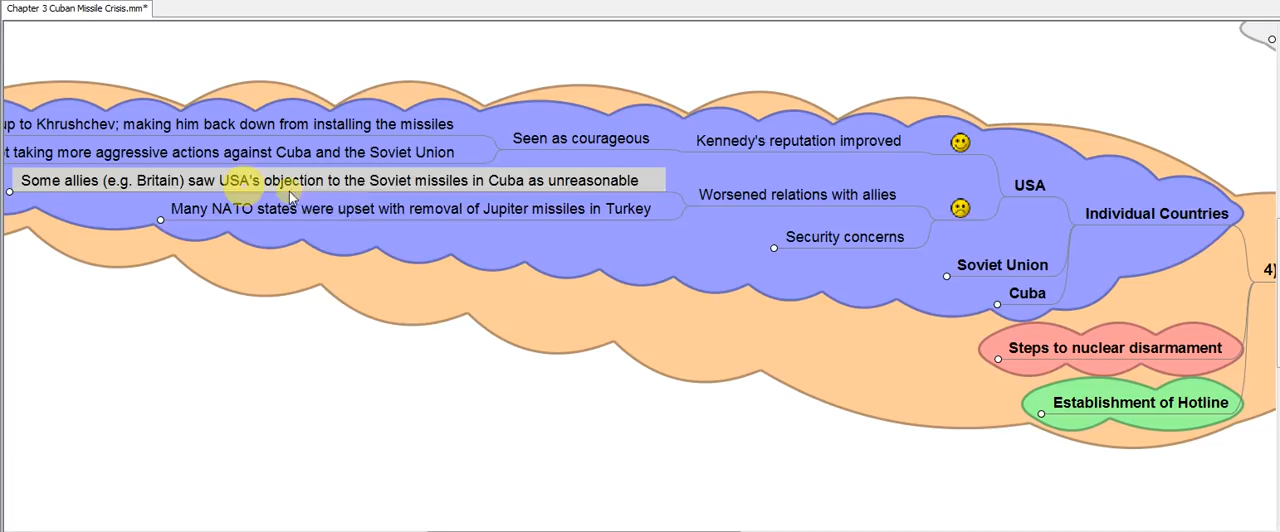 Chapter 3 Cuban Missile Crisis.mm*
up to Khrushchev; making him back down from installing the missiles
Seen as courageous
Kennedy's reputation improved
taking more aggressive actions against Cuba and the Soviet Union
Some allies (e.g. Britain) saw USA's objection to the Soviet missiles in Cuba as unreasonable
USA
Worsened relations with allies
Many NATO states were upset with removal of Jupiter missiles in Turkey
Individual Countries
Security concerns
Soviet Union
4)
Cuba
Steps to nuclear disarmament
Establishment of Hotline